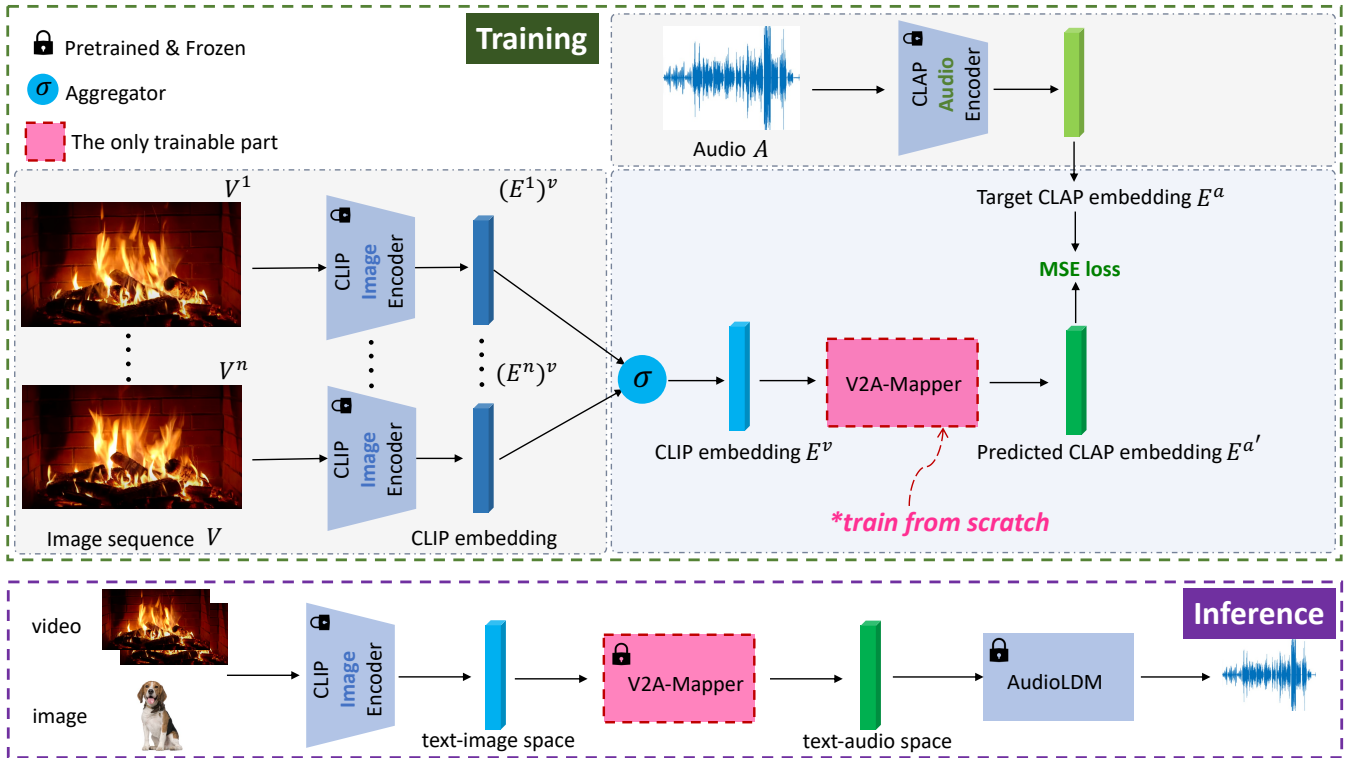 Training
Pretrained & Frozen
σ Aggregator
The only trainable part
Audio A
CLAP
Audio
Encoder
Target CLAP embedding E^a
MSE loss
V^1
CLIP
Image
Encoder
(E^1)^v
V^n
CLIP
Image
Encoder
(E^n)^v
Image sequence V
CLIP embedding
σ
CLIP embedding E^v
V2A-Mapper
Predicted CLAP embedding E^a'
*train from scratch
Inference
video
image
CLIP
Image
Encoder
text-image space
V2A-Mapper
text-audio space
AudioLDM